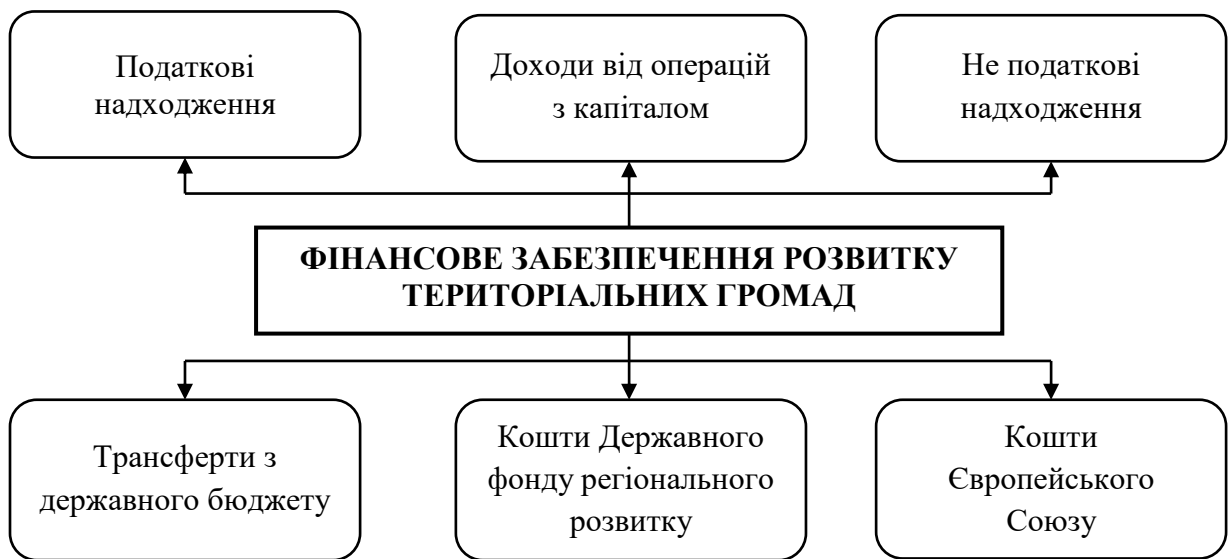 Податкові
надходження
Доходи від операцій
з капіталом
Не податкові
надходження
ФІНАНСОВЕ ЗАБЕЗПЕЧЕННЯ РОЗВИТКУ
ТЕРИТОРІАЛЬНИХ ГРОМАД
Трансферти з
державного бюджету
Кошти Державного
фонду регіонального
розвитку
Кошти
Європейського
Союзу